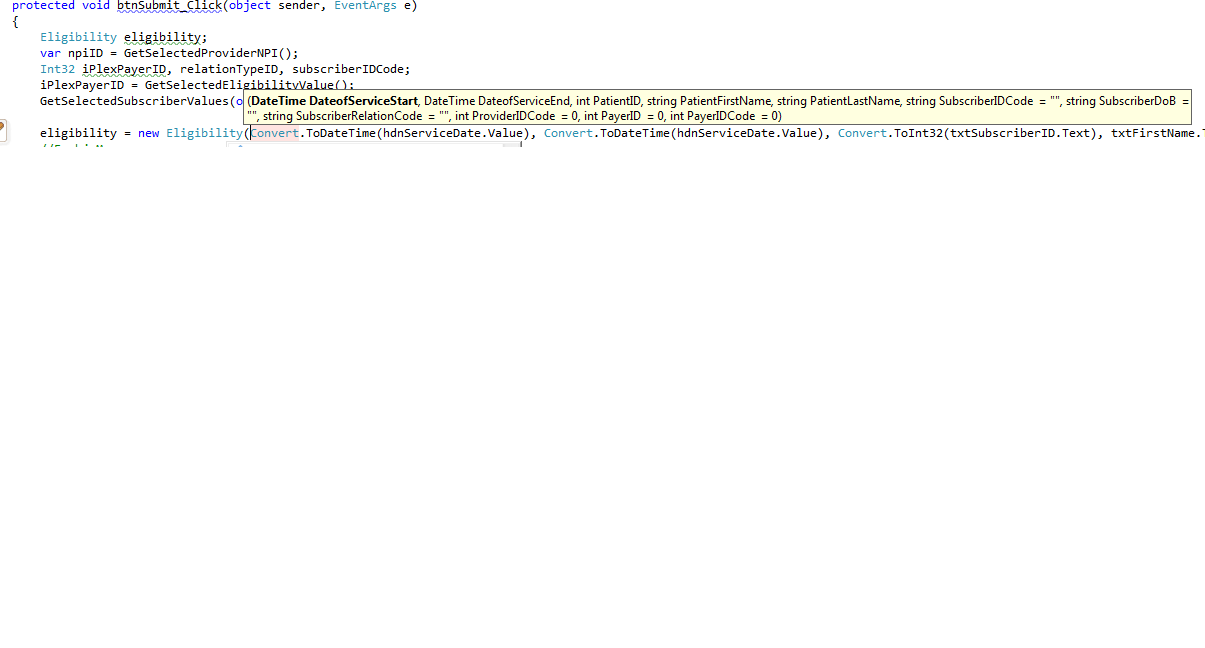 protected void btnSubmit_Click(object sender, EventArgs e)
{
Eligibility eligibility;
var npiID = GetSelectedProviderNPI();
Int32 iPlexPayerID, relationTypeID, subscriberIDCode;
iPlexPayerID = GetSelectedEligibilityValue();
GetSelectedSubscriberValues(o
(DateTime DateofServiceStart, DateTime DateofServiceEnd, int PatientID, string PatientFirstName, string PatientLastName, string SubscriberIDCode = "", string SubscriberDoB =
"", string SubscriberRelationCode = "", int ProviderIDCode = 0, int PayerID = 0, int PayerIDCode = 0)
eligibility = new Eligibility(Convert.ToDateTime(hdnServiceDate.Value), Convert.ToDateTime(hdnServiceDate.Value), Convert.ToInt32(txtSubscriberID.Text), txtFirstName.